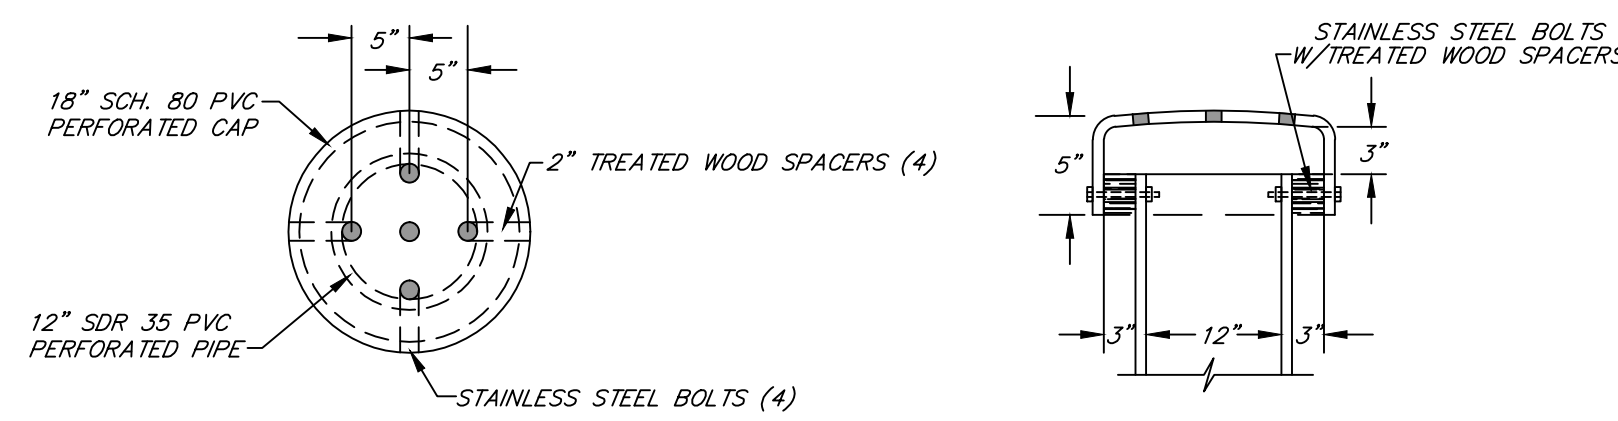 5"
5"
18" SCH. 80 PVC
PERFORATED CAP
2" TREATED WOOD SPACERS (4)
12" SDR 35 PVC
PERFORATED PIPE
STAINLESS STEEL BOLTS (4)
STAINLESS STEEL BOLTS
W/TREATED WOOD SPACERS
5"
3"
3"
12"
3"